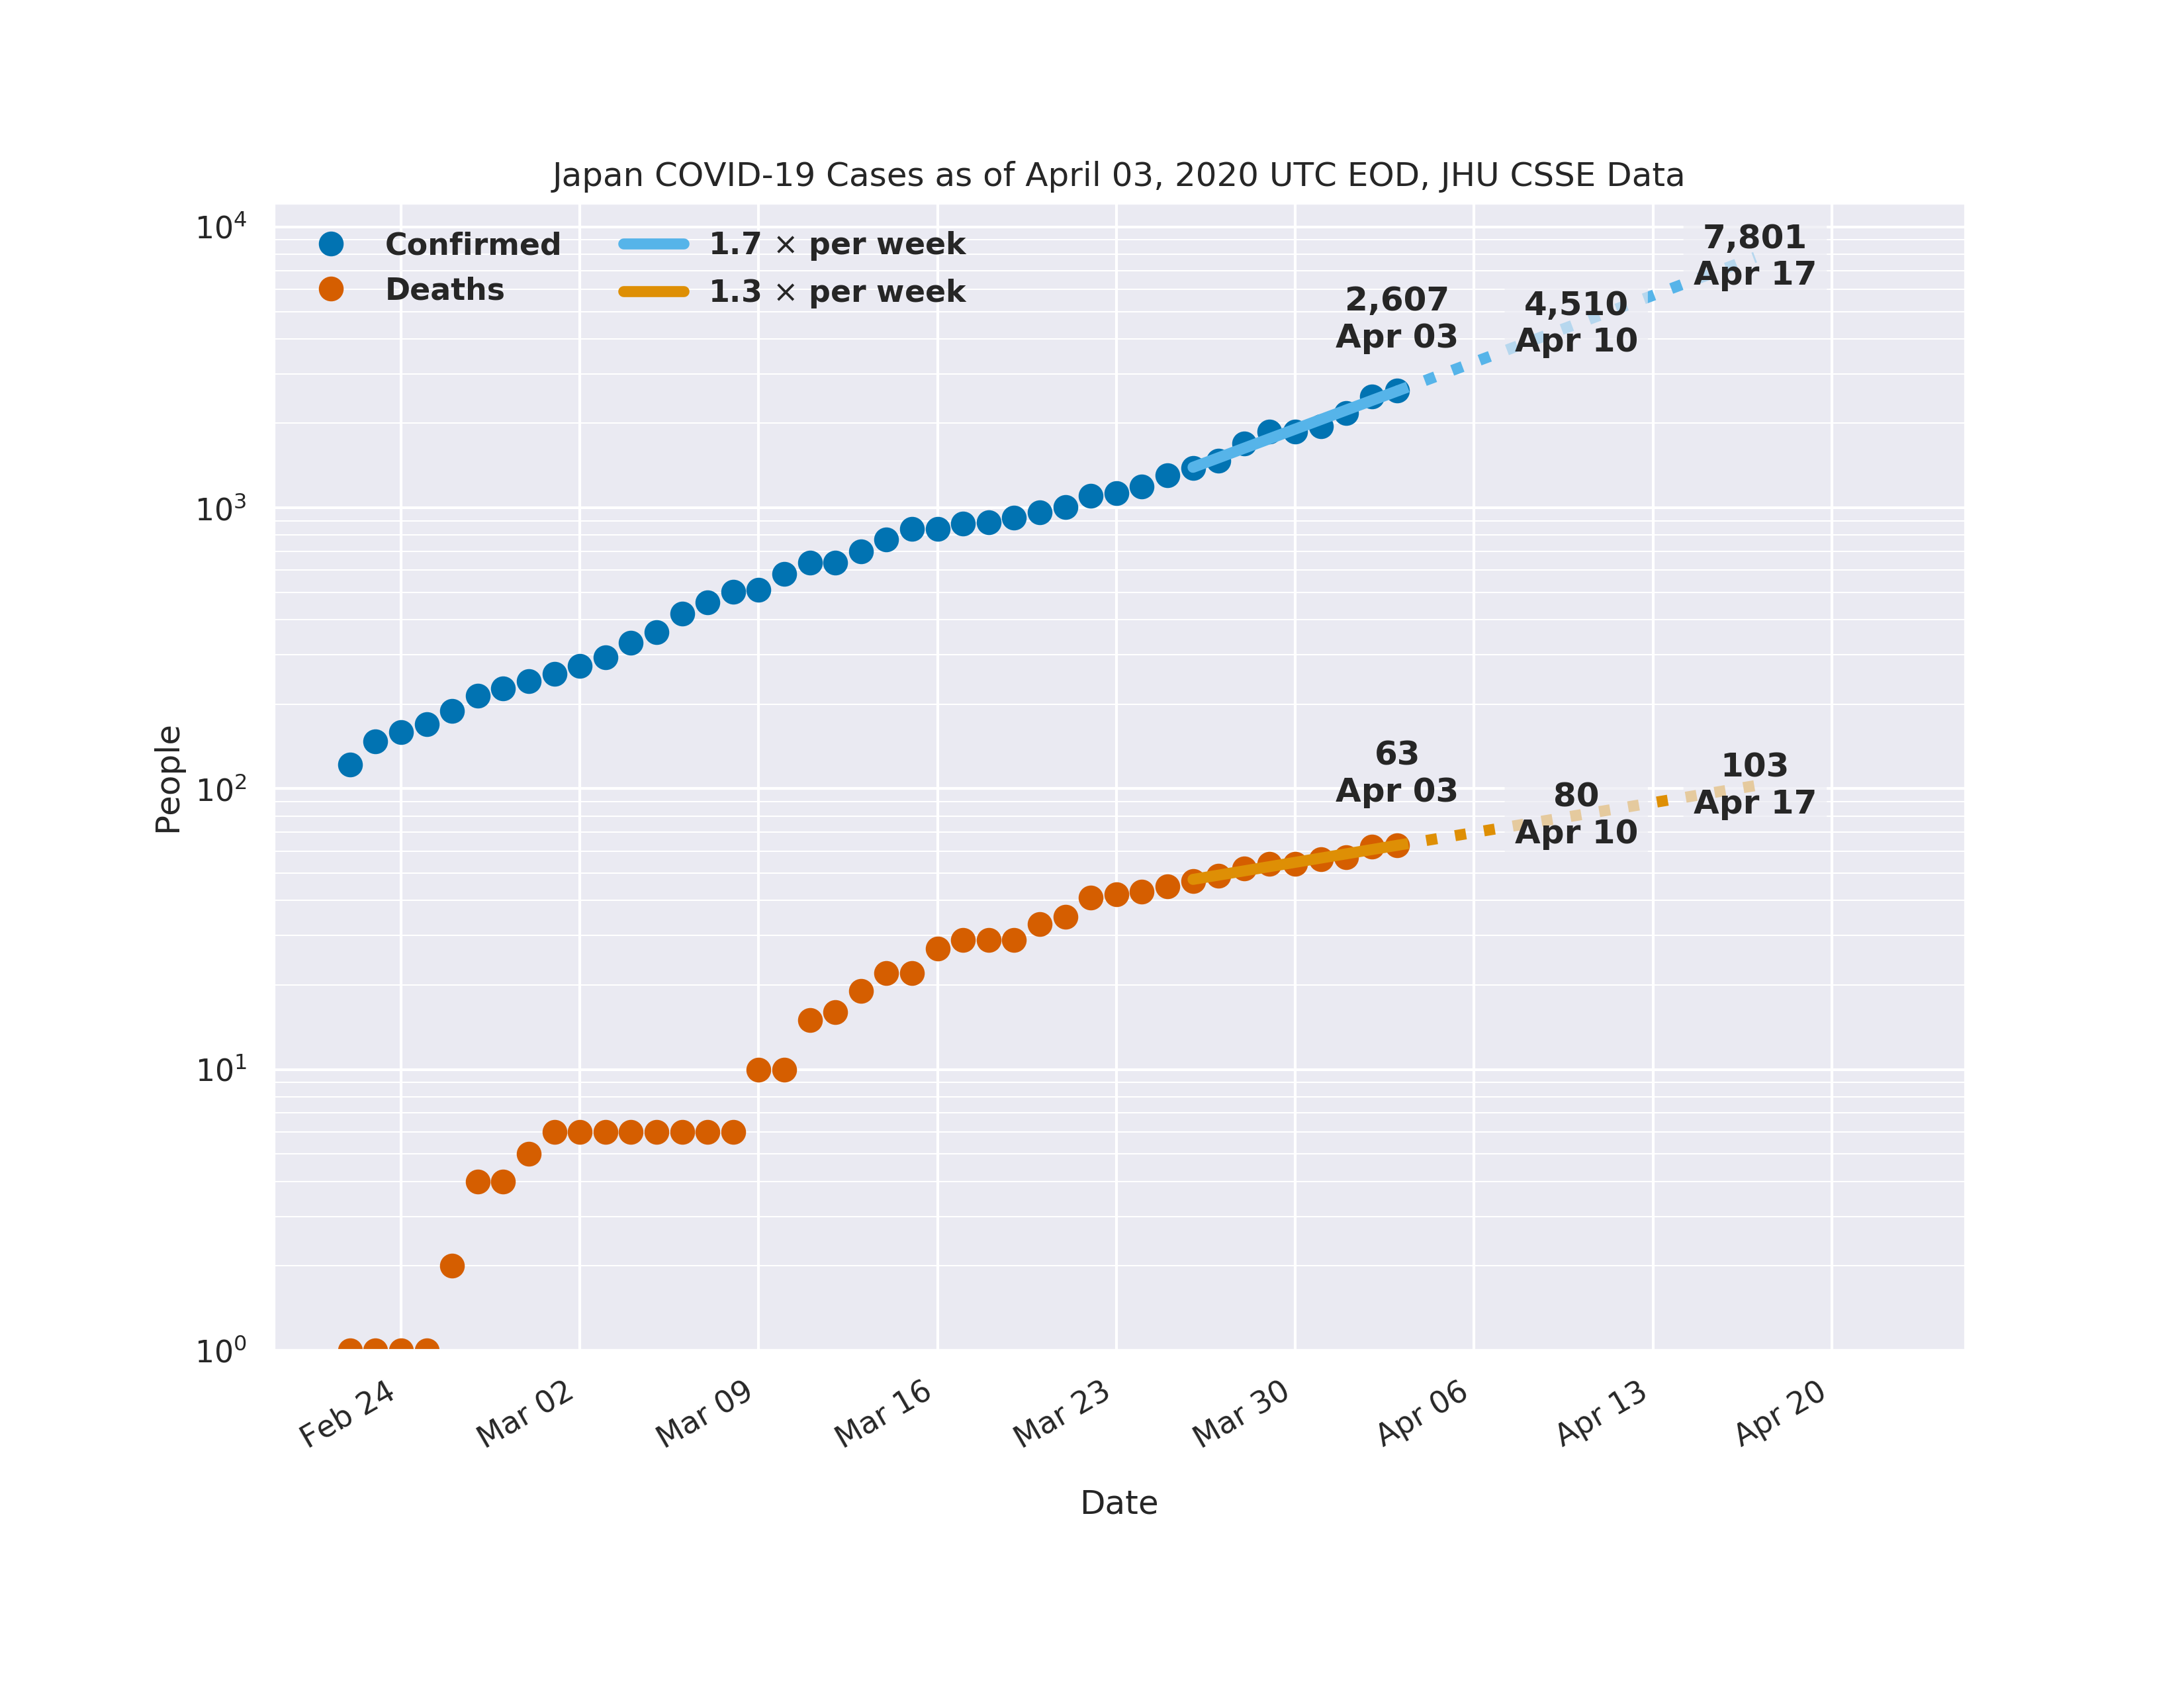 Japan COVID-19 Cases as of April 03, 2020 UTC EOD, JHU CSSE Data
Confirmed
Deaths
1.7 × per week
1.3 × per week
2,607
Apr 03
4,510
Apr 10
7,801
Apr 17
63
Apr 03
80
Apr 10
103
Apr 17
People
10⁴
10³
10²
10¹
10⁰
Feb 24
Mar 02
Mar 09
Mar 16
Mar 23
Mar 30
Apr 06
Apr 13
Apr 20
Date